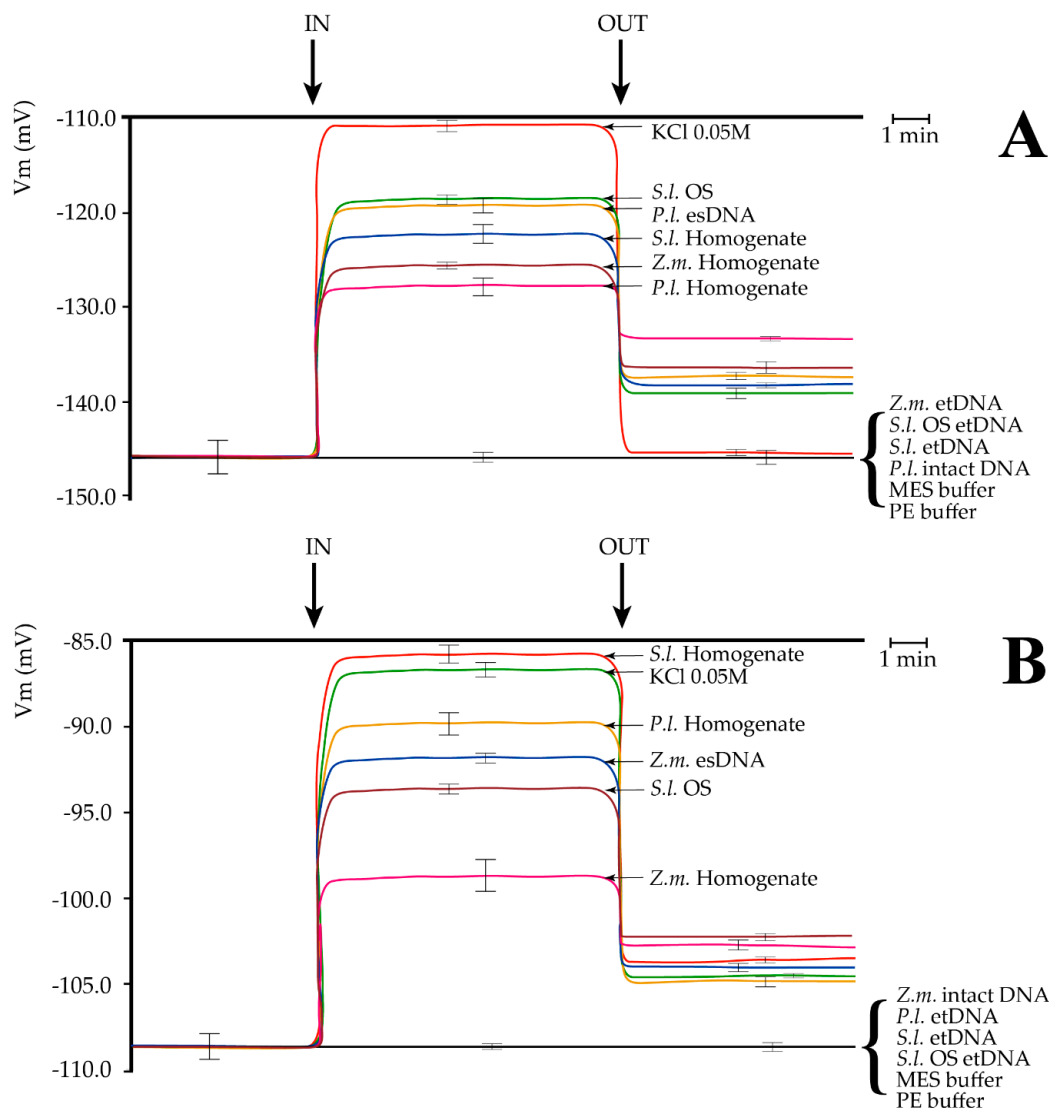 IN
OUT
Vm (mV)
-110.0
-120.0
-130.0
-140.0
-150.0
1 min
A
KCl 0.05M
S.l. OS
P.l. esDNA
S.l. Homogenate
Z.m. Homogenate
P.l. Homogenate
Z.m. etDNA
S.l. OS etDNA
S.l. etDNA
P.l. intact DNA
MES buffer
PE buffer
IN
OUT
Vm (mV)
-85.0
-90.0
-95.0
-100.0
-105.0
-110.0
1 min
B
S.l. Homogenate
KCl 0.05M
P.l. Homogenate
Z.m. esDNA
S.l. OS
Z.m. Homogenate
Z.m. intact DNA
P.l. etDNA
S.l. etDNA
S.l. OS etDNA
MES buffer
PE buffer